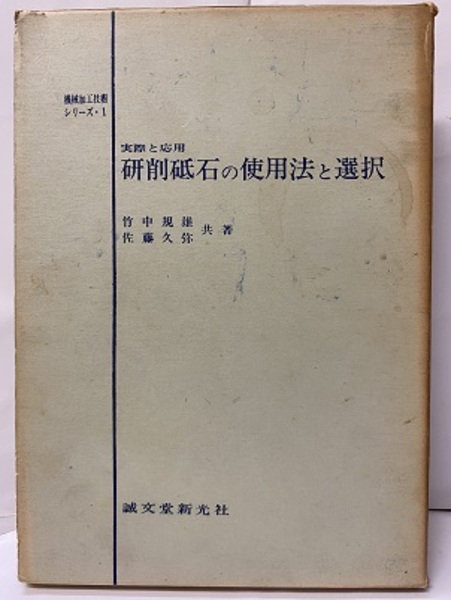 機械加工技術
シリーズ・1
実際と応用
研削砥石の使用法と選択
竹中規雄
佐藤久弥 共著
誠文堂新光社